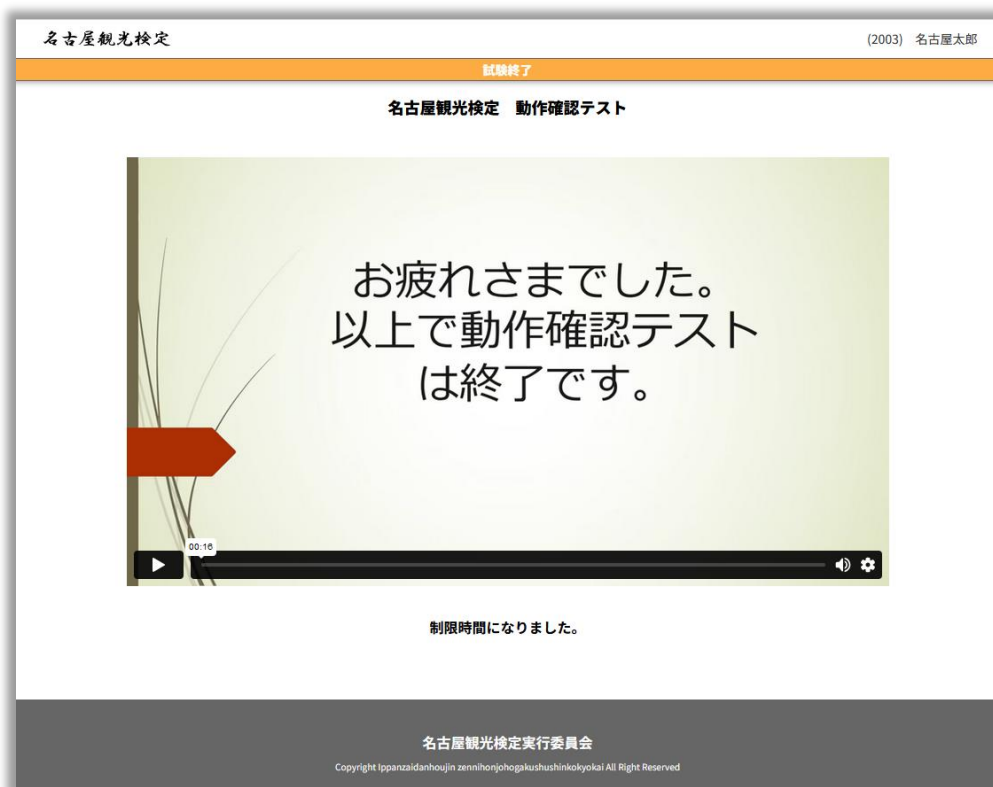 名古屋観光検定
(2003) 名古屋太郎
試験終了
名古屋観光検定 動作確認テスト
お疲れさまでした。
以上で動作確認テスト
は終了です。
00:16
制限時間になりました。
名古屋観光検定実行委員会
Copyright Ippanzaidanhoujin zennihonjohogakushushinkokyokai All Right Reserved